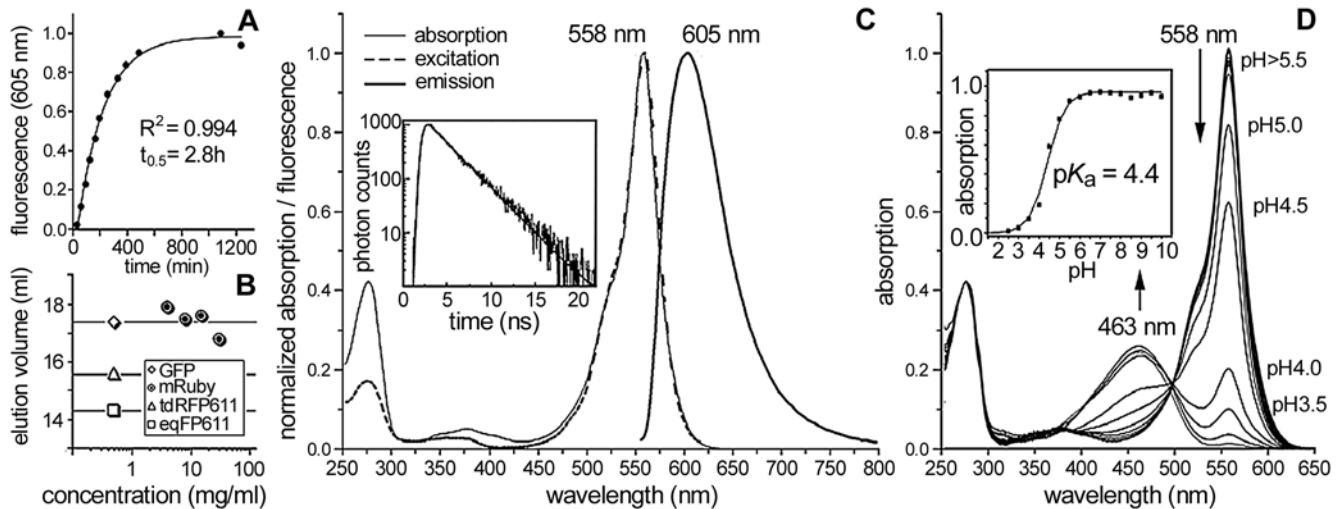 A
fluorescence (605 nm)
1.0
0.8
0.6
0.4
0.2
0.0
R² = 0.994
t0.5 = 2.8h
0 400 800 1200
time (min)
B
elution volume (ml)
18
16
14
GFP
mRuby
tdRFP611
eqFP611
1 10 100
concentration (mg/ml)
C
absorption
excitation
emission
558 nm 605 nm
normalized absorption / fluorescence
1.0
0.8
0.6
0.4
0.2
0.0
photon counts
1000
100
10
0 5 10 15 20
time (ns)
250 300 350 400 450 500 550 600 650 700 750 800
wavelength (nm)
D
558 nm
absorption
1.0
0.8
0.6
0.4
0.2
0.0
absorption
1.0
0.0
pKa = 4.4
2 3 4 5 6 7 8 9 10
pH
463 nm
pH>5.5
pH5.0
pH4.5
pH4.0
pH3.5
250 300 350 400 450 500 550 600 650
wavelength (nm)